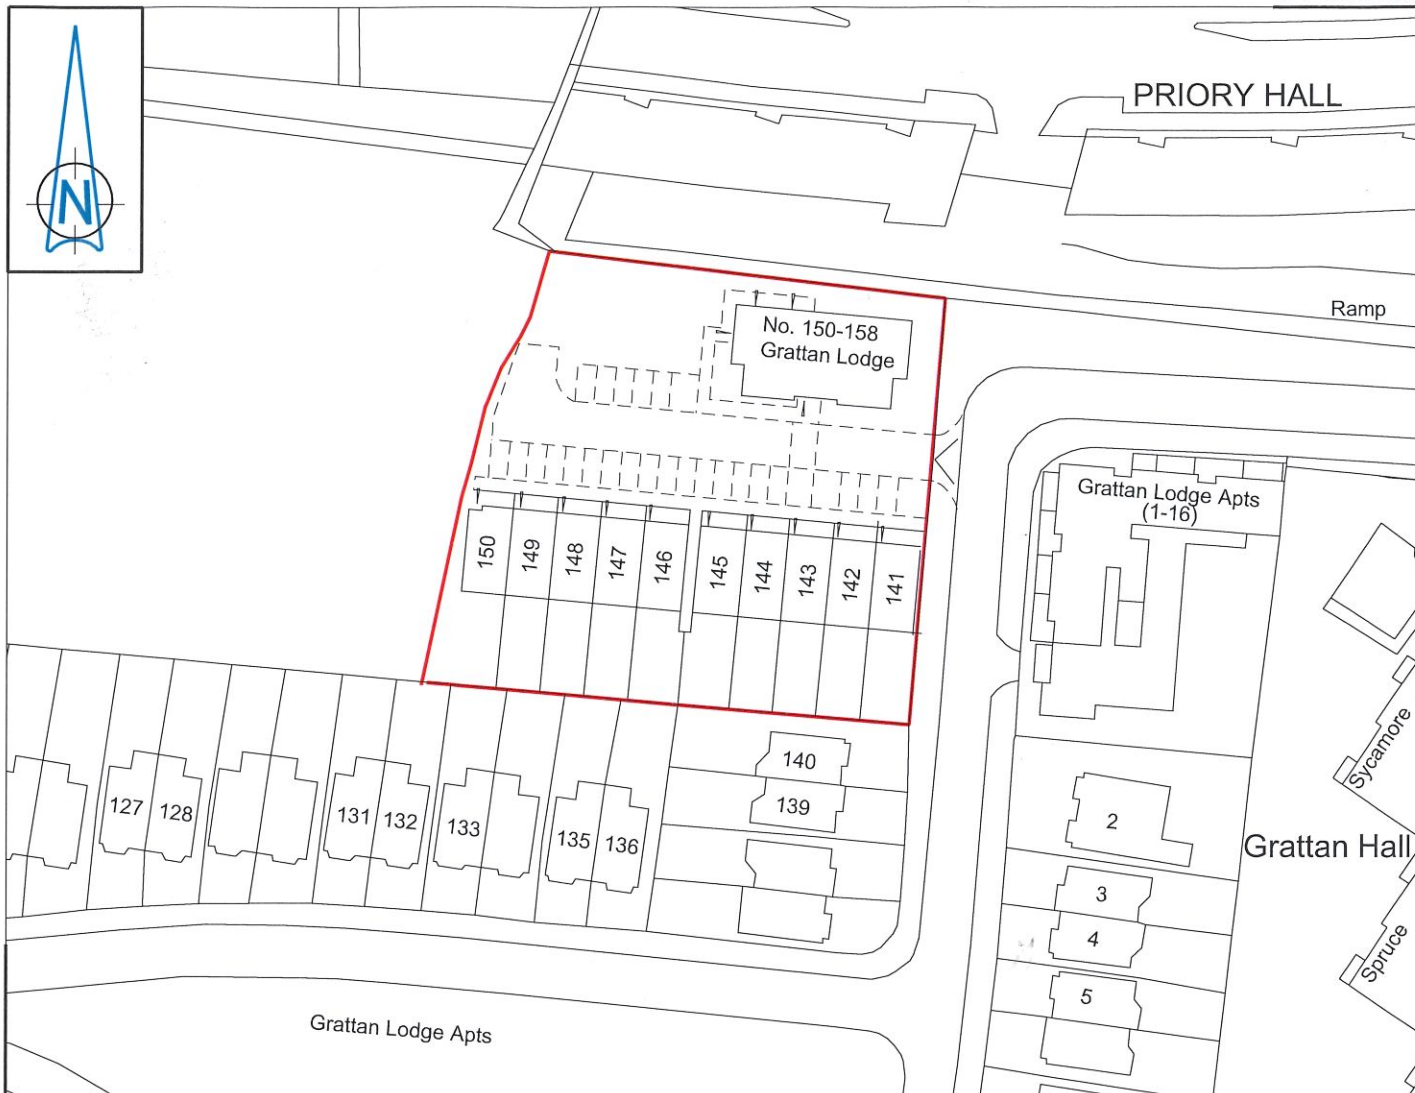 N
PRIORY HALL
Ramp
No. 150-158
Grattan Lodge
Grattan Lodge Apts
(1-16)
150
149
148
147
146
145
144
143
142
141
140
139
127
128
131
132
133
135
136
2
3
4
5
Sycamore
Grattan Hall
Spruce
Grattan Lodge Apts